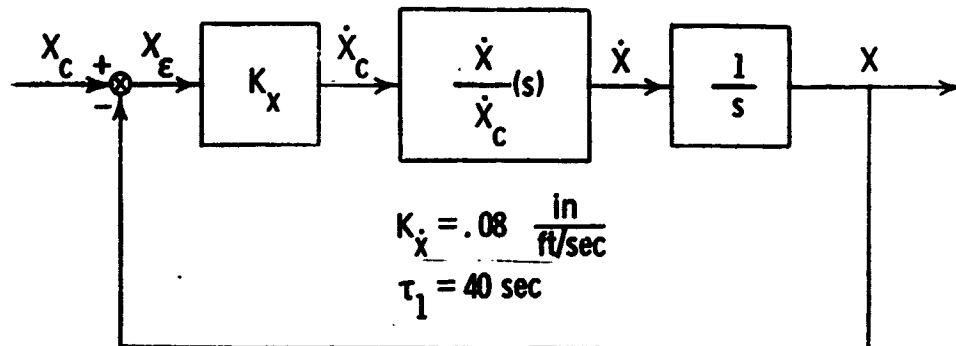 X_c + X_ε K_x Ẋ_c Ẋ/Ẋ_c (s) Ẋ 1/s X
−
K_ẋ = .08 in/ft/sec
τ_1 = 40 sec